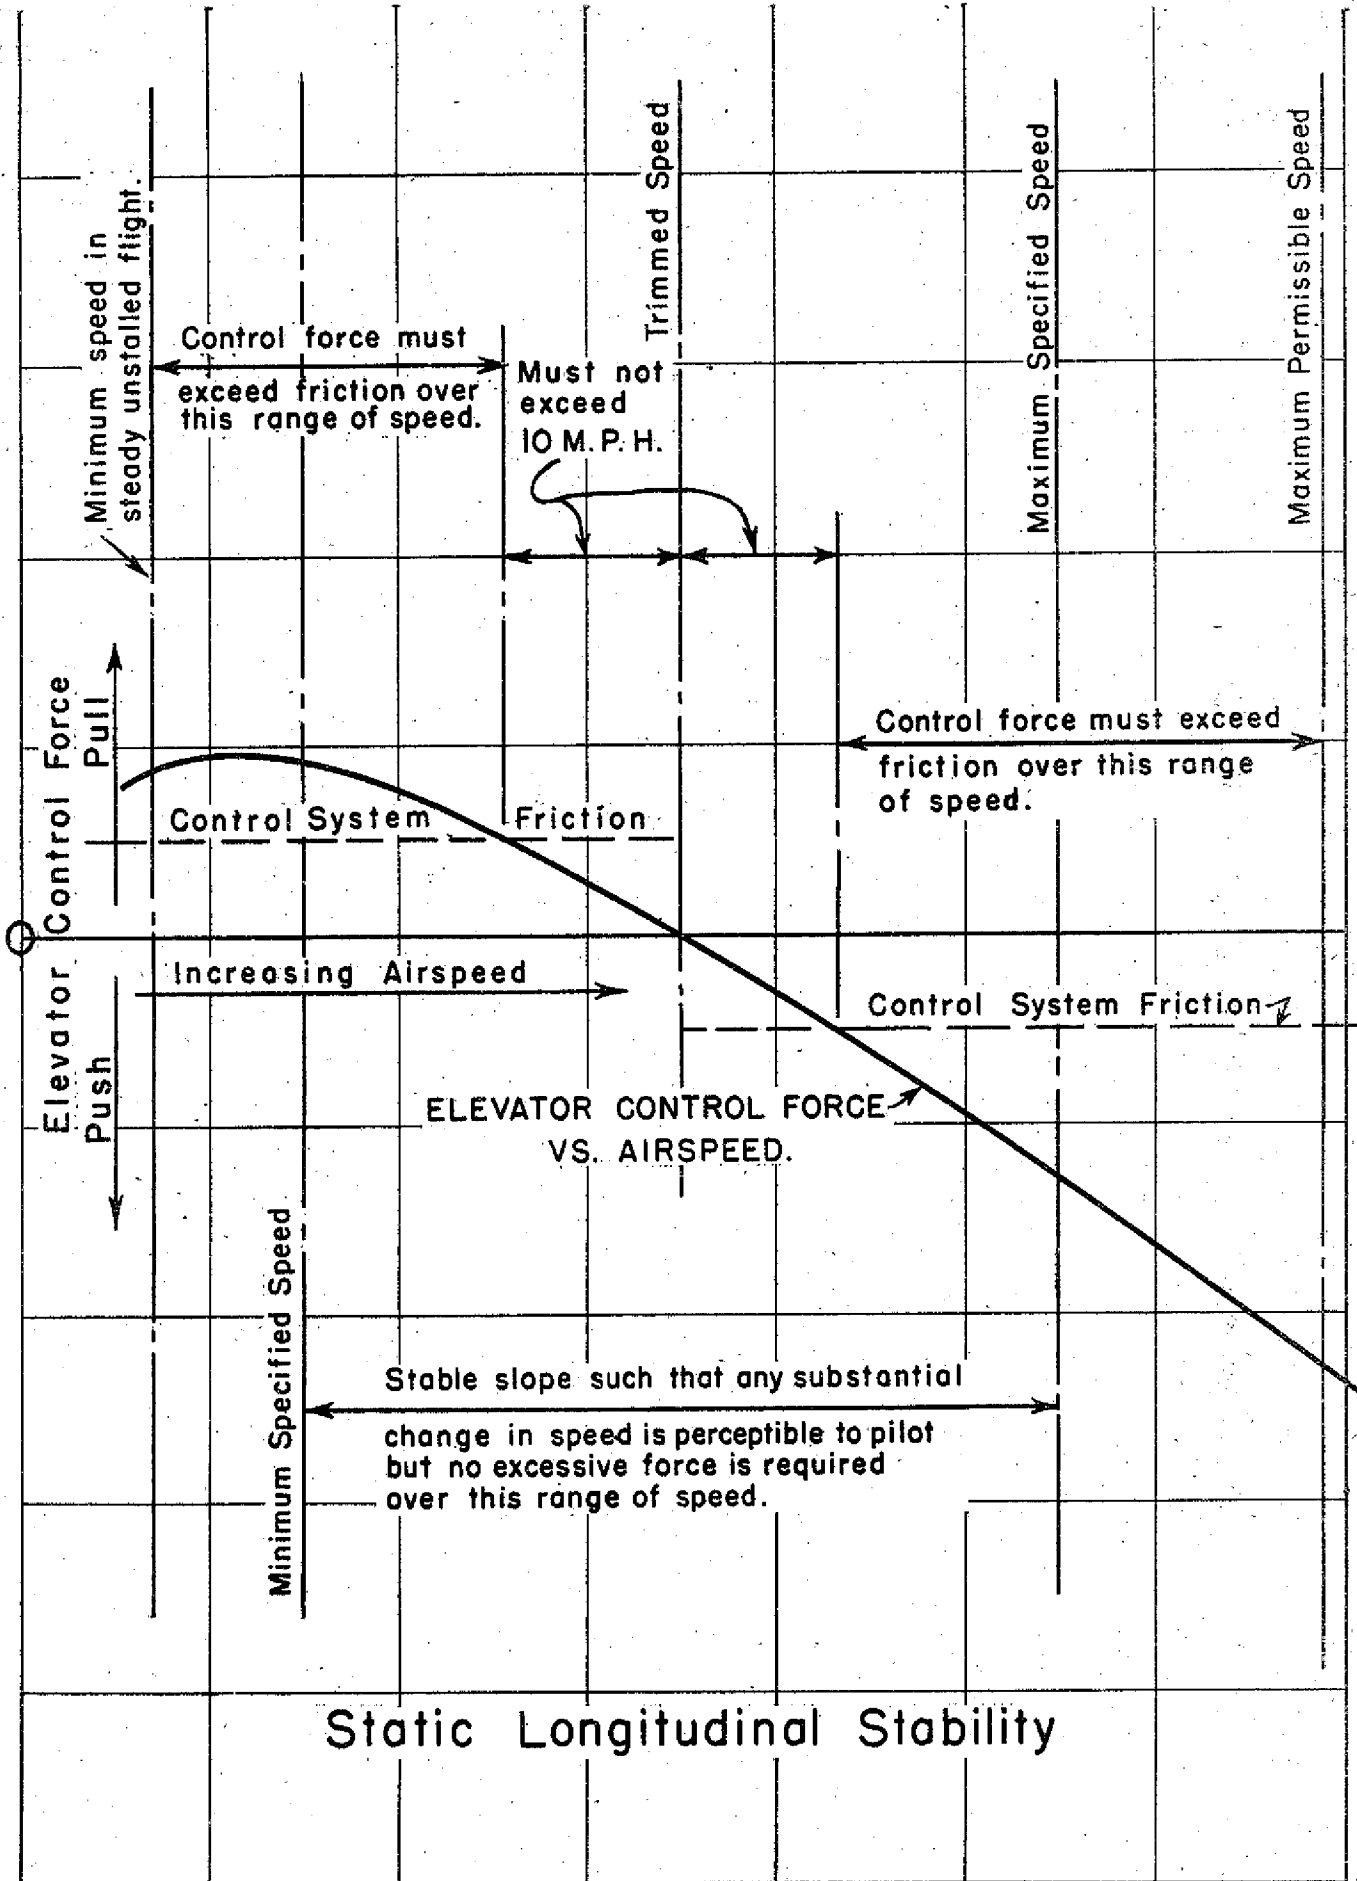 Minimum speed in
steady unstalled flight.
Trimmed Speed
Maximum Specified Speed
Maximum Permissible Speed
Control force must
exceed friction over
this range of speed.
Must not
exceed
10 M.P.H.
Elevator Control Force
Pull
Push
Control force must exceed
friction over this range
of speed.
Control System Friction
O
Increasing Airspeed
Control System Friction
ELEVATOR CONTROL FORCE
VS. AIRSPEED.
Minimum Specified Speed
Stable slope such that any substantial
change in speed is perceptible to pilot
but no excessive force is required
over this range of speed.
Static Longitudinal Stability